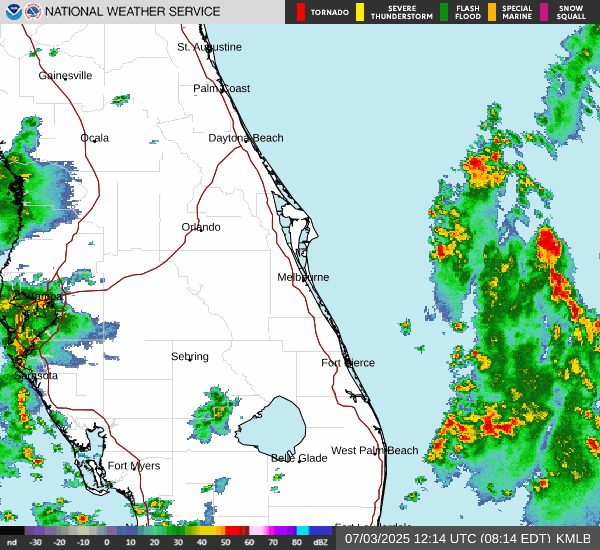 NATIONAL WEATHER SERVICE
TORNADO
SEVERE THUNDERSTORM
FLASH FLOOD
SPECIAL MARINE
SNOW SQUALL
St. Augustine
Gainesville
Palm Coast
Ocala
Daytona Beach
Orlando
Melbourne
Sebring
Fort Pierce
Sarasota
West Palm Beach
Belle Glade
Fort Myers
nd -30 -20 -10 0 10 20 30 40 50 60 70 80 dBZ
07/03/2025 12:14 UTC (08:14 EDT) KMLB